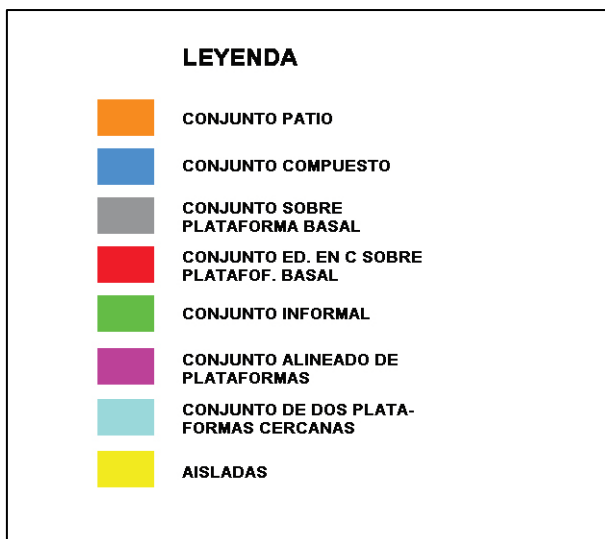 LEYENDA
CONJUNTO PATIO
CONJUNTO COMPUESTO
CONJUNTO SOBRE
PLATAFORMA BASAL
CONJUNTO ED. EN C SOBRE
PLATAFOF. BASAL
CONJUNTO INFORMAL
CONJUNTO ALINEADO DE
PLATAFORMAS
CONJUNTO DE DOS PLATA-
FORMAS CERCANAS
AISLADAS